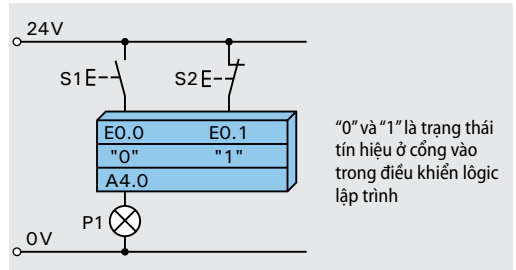 24V
S1 S2
E0.0 E0.1
"0" "1"
A4.0
P1
0V
“0” và “1” là trạng thái
tín hiệu ở cổng vào
trong điều khiển lôgic
lập trình